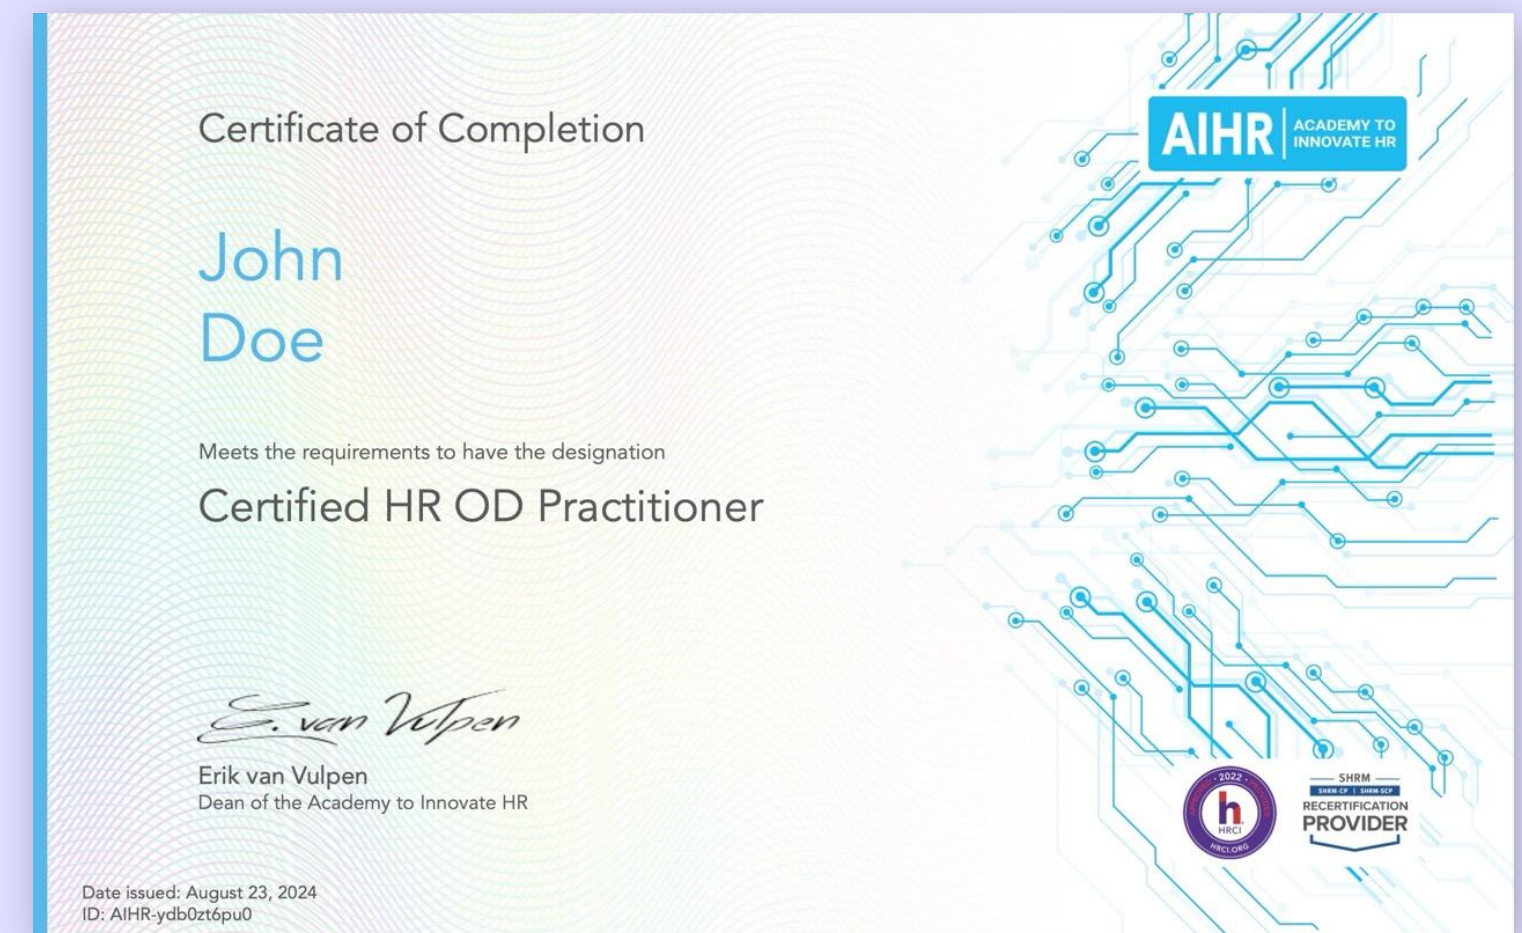 Certificate of Completion
AIHR
ACADEMY TO
INNOVATE HR
John
Doe
Meets the requirements to have the designation
Certified HR OD Practitioner
E. van Vulpen
Erik van Vulpen
Dean of the Academy to Innovate HR
· 2022 ·
APPROVED PROVIDER
h
HRCI
HRCI.ORG
SHRM
SHRM-CP | SHRM-SCP
RECERTIFICATION
PROVIDER
Date issued: August 23, 2024
ID: AIHR-ydb0zt6pu0